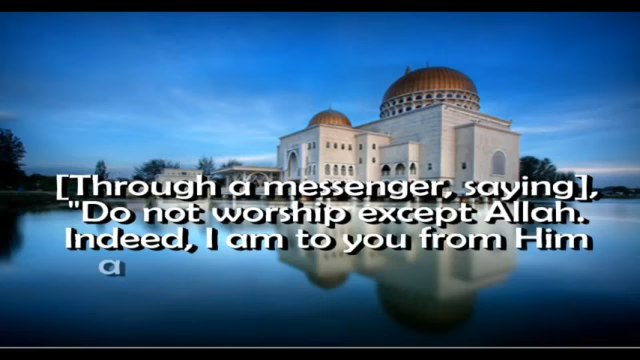 [Through a messenger, saying],
"Do not worship except Allah.
Indeed, I am to you from Him
a